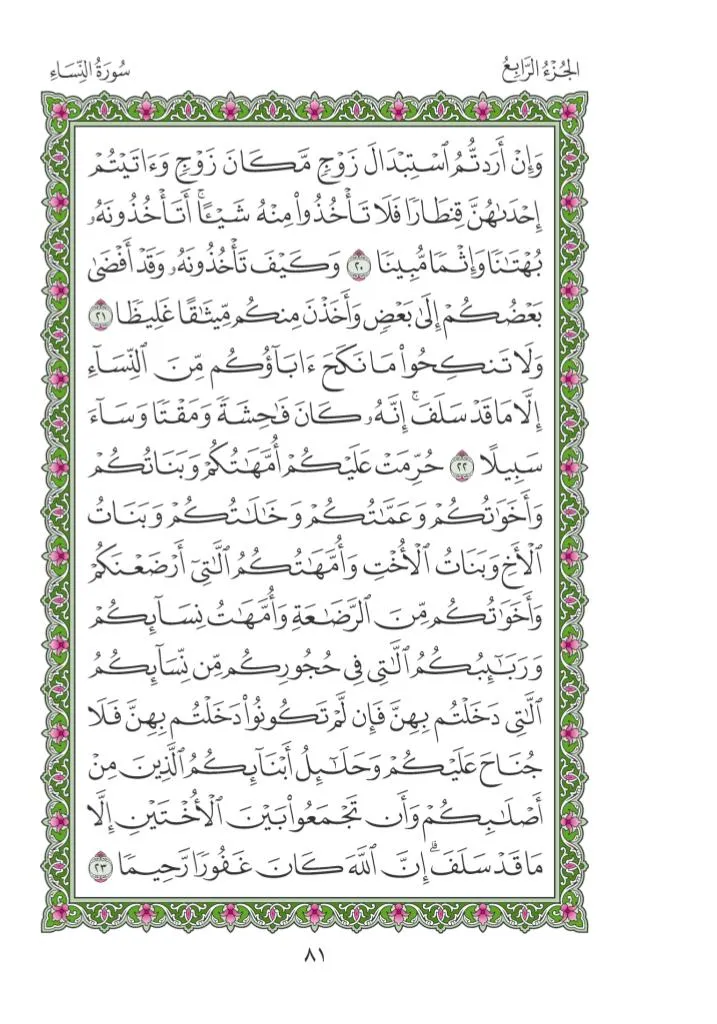 الجُزْءُ الرَّابِعُ
سُورَةُ النِّسَاءِ
وَإِنْ أَرَدتُّمُ ٱسْتِبْدَالَ زَوْجٍ مَّكَانَ زَوْجٍ وَءَاتَيْتُمْ
إِحْدَىٰهُنَّ قِنطَارًا فَلَا تَأْخُذُوا۟ مِنْهُ شَيْـًٔا ۚ أَتَأْخُذُونَهُۥ
بُهْتَـٰنًا وَإِثْمًا مُّبِينًا ٢٠ وَكَيْفَ تَأْخُذُونَهُۥ وَقَدْ أَفْضَىٰ
بَعْضُكُمْ إِلَىٰ بَعْضٍ وَأَخَذْنَ مِنكُم مِّيثَـٰقًا غَلِيظًا ٢١
وَلَا تَنكِحُوا۟ مَا نَكَحَ ءَابَآؤُكُم مِّنَ ٱلنِّسَآءِ
إِلَّا مَا قَدْ سَلَفَ ۚ إِنَّهُۥ كَانَ فَـٰحِشَةً وَمَقْتًا وَسَآءَ
سَبِيلًا ٢٢ حُرِّمَتْ عَلَيْكُمْ أُمَّهَـٰتُكُمْ وَبَنَاتُكُمْ
وَأَخَوَٰتُكُمْ وَعَمَّـٰتُكُمْ وَخَـٰلَـٰتُكُمْ وَبَنَاتُ
ٱلْأَخِ وَبَنَاتُ ٱلْأُخْتِ وَأُمَّهَـٰتُكُمُ ٱلَّـٰتِىٓ أَرْضَعْنَكُمْ
وَأَخَوَٰتُكُم مِّنَ ٱلرَّضَـٰعَةِ وَأُمَّهَـٰتُ نِسَآئِكُمْ
وَرَبَـٰٓئِبُكُمُ ٱلَّـٰتِى فِى حُجُورِكُم مِّن نِّسَآئِكُمُ
ٱلَّـٰتِى دَخَلْتُم بِهِنَّ فَإِن لَّمْ تَكُونُوا۟ دَخَلْتُم بِهِنَّ فَلَا
جُنَاحَ عَلَيْكُمْ وَحَلَـٰٓئِلُ أَبْنَآئِكُمُ ٱلَّذِينَ مِنْ
أَصْلَـٰبِكُمْ وَأَن تَجْمَعُوا۟ بَيْنَ ٱلْأُخْتَيْنِ إِلَّا
مَا قَدْ سَلَفَ ۗ إِنَّ ٱللَّهَ كَانَ غَفُورًا رَّحِيمًا ٢٣
٨١